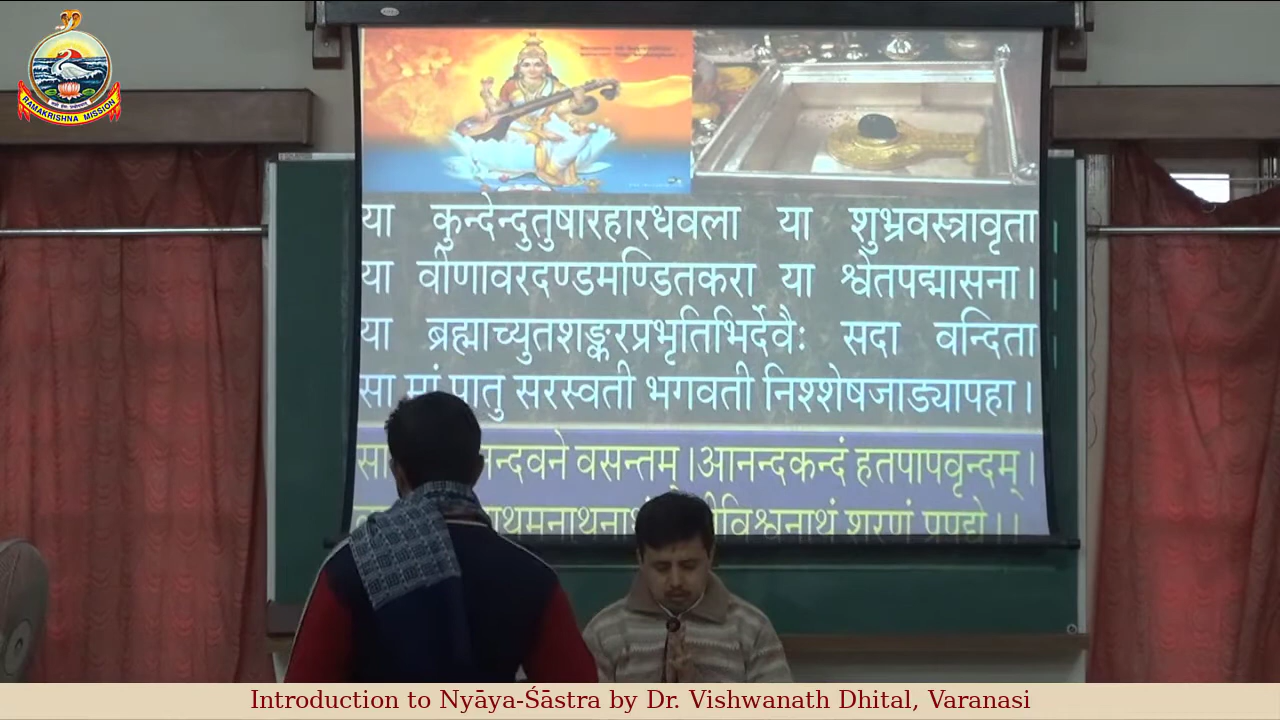 RAMAKRISHNA MISSION
या कुन्देन्दुतुषारहारधवला या शुभ्रवस्त्रावृता
या वीणावरदण्डमण्डितकरा या श्वेतपद्मासना।
या ब्रह्माच्युतशङ्करप्रभृतिभिर्देवैः सदा वन्दिता
सा मां पातु सरस्वती भगवती निश्शेषजाड्यापहा।
वसन्तम्।आनन्दकन्दं हतपापवृन्दम्।
शरणं प्रपद्ये।।
Introduction to Nyāya-Śāstra by Dr. Vishwanath Dhital, Varanasi